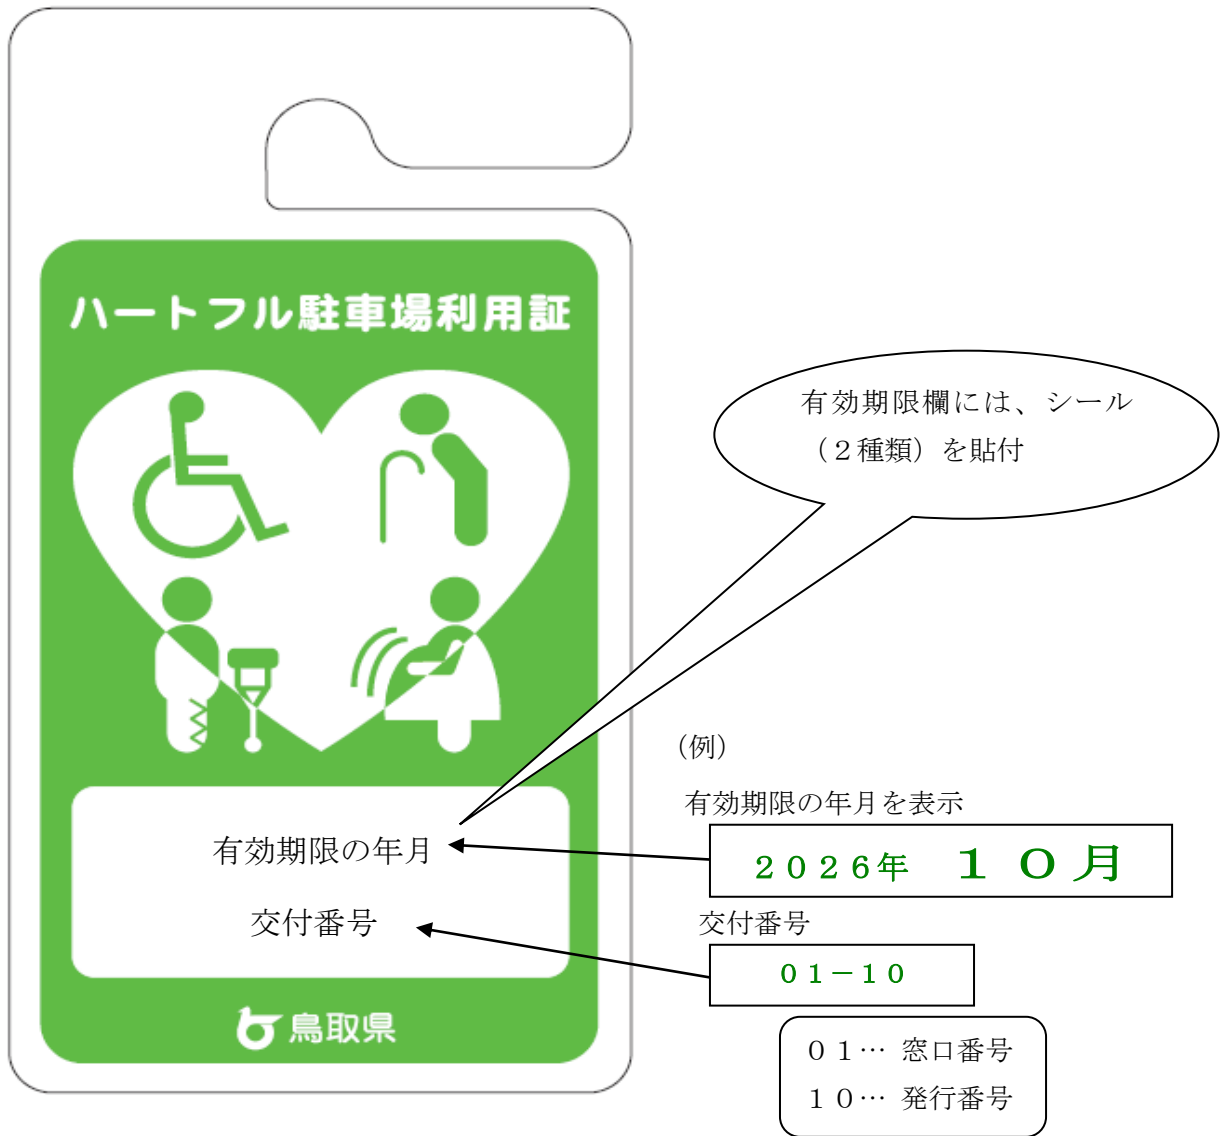 ハートフル駐車場利用証
有効期限欄には、シール
（２種類）を貼付
有効期限の年月
交付番号
鳥取県
（例）
有効期限の年月を表示
２０２６年　１０月
交付番号
０１－１０
０１… 窓口番号
１０… 発行番号